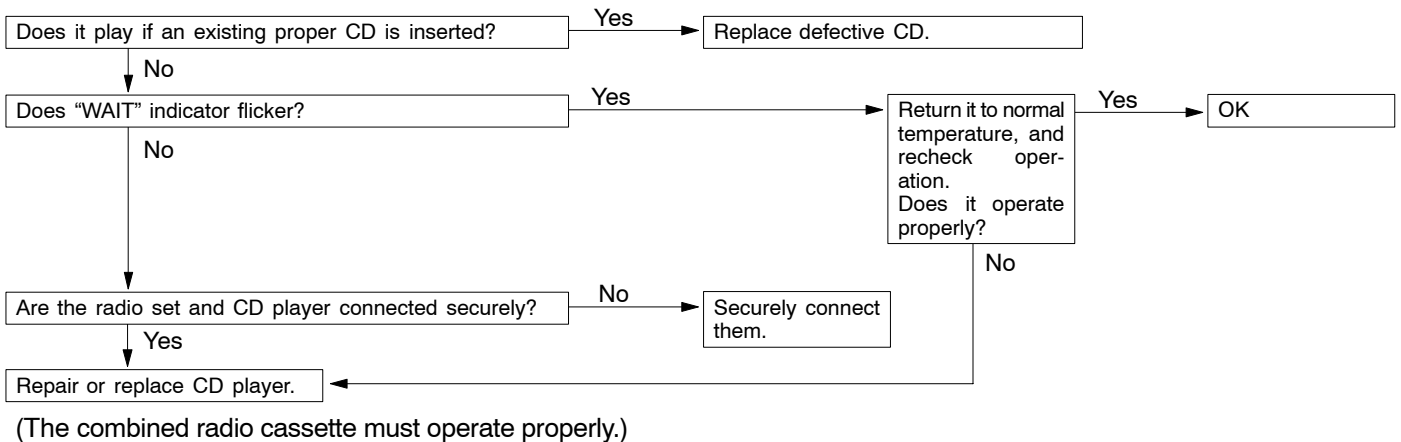 Does it play if an existing proper CD is inserted?
Yes
Replace defective CD.
No
Does “WAIT” indicator flicker?
Yes
Return it to normal
temperature, and
recheck oper-
ation.
Does it operate
properly?
Yes
OK
No
No
Are the radio set and CD player connected securely?
No
Securely connect
them.
Yes
Repair or replace CD player.
(The combined radio cassette must operate properly.)